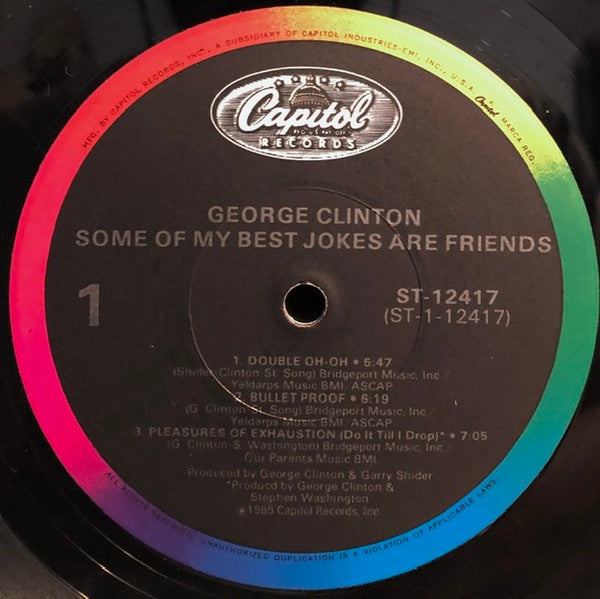 MFG. BY CAPITOL RECORDS, INC., A SUBSIDIARY OF CAPITOL INDUSTRIES-EMI, INC., U.S.A. Capitol MARCA REG.
Capitol
REG. U.S. PAT. OFF.
RECORDS
GEORGE CLINTON
SOME OF MY BEST JOKES ARE FRIENDS
1
ST-12417
(ST-1-12417)
1. DOUBLE OH-OH • 5:47
(Shider-Clinton-St. Song) Bridgeport Music, Inc./
Yeldarps Music BMI/ASCAP
2. BULLET PROOF • 6:19
(G. Clinton-St. Song) Bridgeport Music, Inc./
Yeldarps Music BMI/ASCAP
3. PLEASURES OF EXHAUSTION (Do It Till I Drop)* • 7:05
(G. Clinton-S. Washington) Bridgeport Music, Inc./
Our Parents Music BMI
Produced by George Clinton & Garry Shider
*Produced by George Clinton &
Stephen Washington
℗1985 Capitol Records, Inc.
ALL RIGHTS RESERVED. UNAUTHORIZED DUPLICATION IS A VIOLATION OF APPLICABLE LAWS.